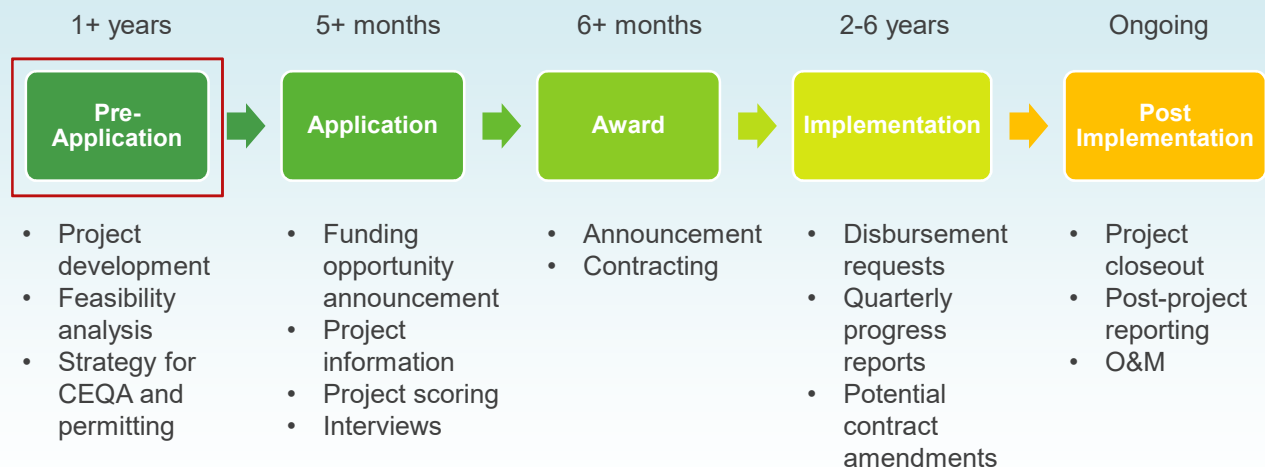 1+ years
5+ months
6+ months
2-6 years
Ongoing
Pre-
Application
Application
Award
Implementation
Post
Implementation
• Project
development
• Feasibility
analysis
• Strategy for
CEQA and
permitting
• Funding
opportunity
announcement
• Project
information
• Project scoring
• Interviews
• Announcement
• Contracting
• Disbursement
requests
• Quarterly
progress
reports
• Potential
contract
amendments
• Project
closeout
• Post-project
reporting
• O&M